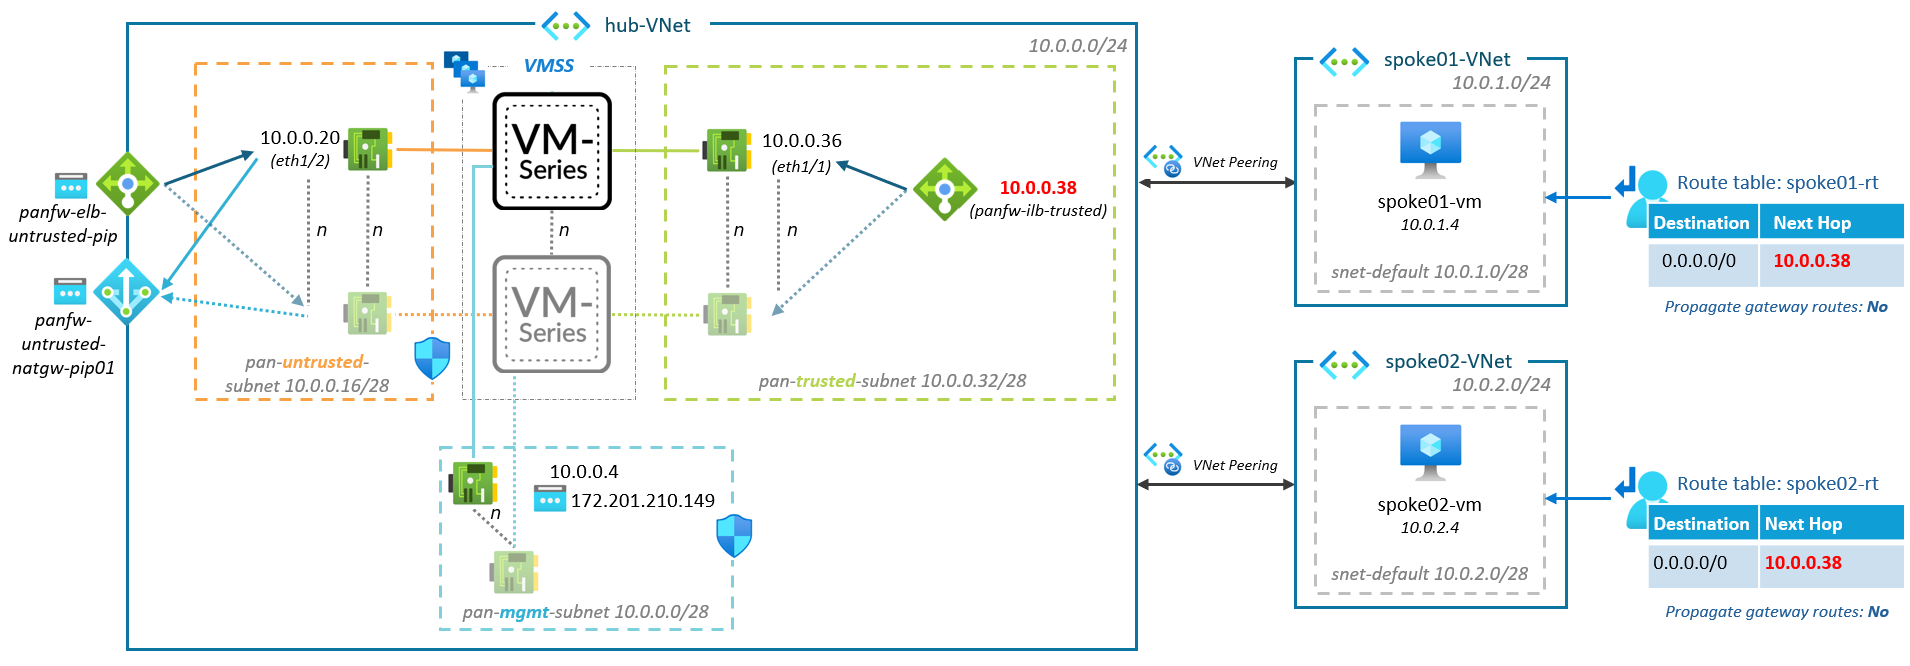 hub-VNet
10.0.0.0/24
VMSS
10.0.0.20
(eth1/2)
VM-
Series
10.0.0.36
(eth1/1)
10.0.0.38
(panfw-ilb-trusted)
panfw-elb-
untrusted-pip
n
n
n
n
n
VM-
Series
panfw-
untrusted-
natgw-pip01
pan-untrusted-
subnet 10.0.0.16/28
pan-trusted-subnet 10.0.0.32/28
10.0.0.4
172.201.210.149
n
pan-mgmt-subnet 10.0.0.0/28
VNet Peering
VNet Peering
spoke01-VNet
10.0.1.0/24
spoke01-vm
10.0.1.4
snet-default 10.0.1.0/28
Route table: spoke01-rt
Destination Next Hop
0.0.0.0/0 10.0.0.38
Propagate gateway routes: No
spoke02-VNet
10.0.2.0/24
spoke02-vm
10.0.2.4
snet-default 10.0.2.0/28
Route table: spoke02-rt
Destination Next Hop
0.0.0.0/0 10.0.0.38
Propagate gateway routes: No